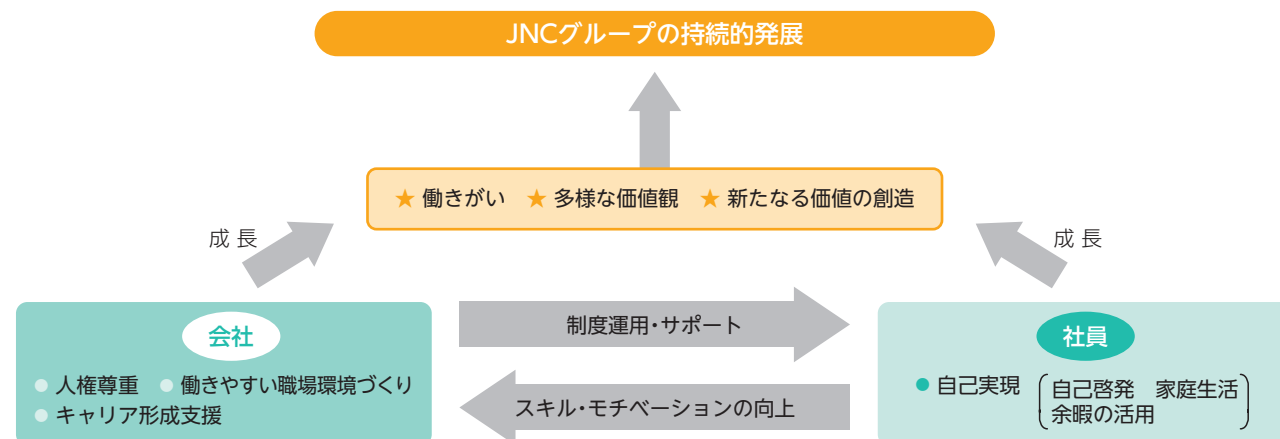 JNCグループの持続的発展
★ 働きがい ★ 多様な価値観 ★ 新たなる価値の創造
成長
成長
会社
● 人権尊重 ● 働きやすい職場環境づくり
● キャリア形成支援
制度運用・サポート
スキル・モチベーションの向上
社員
● 自己実現 (自己啓発 家庭生活
余暇の活用)